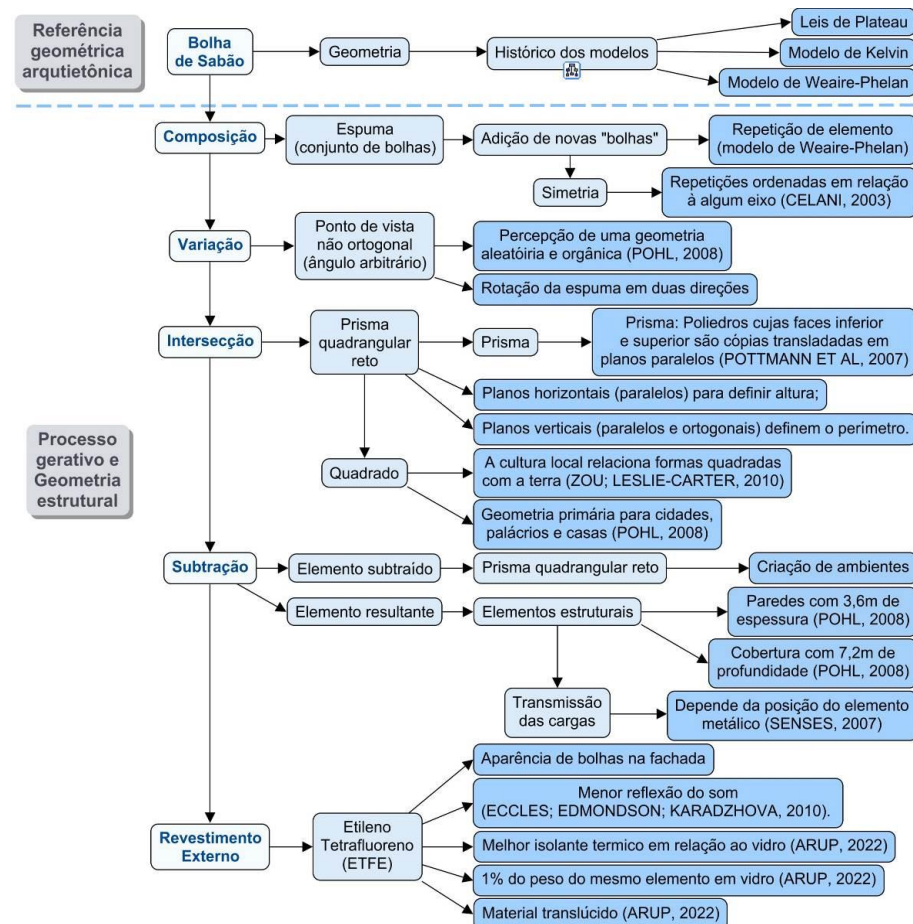 Referência
geométrica
arqtuietônica
Bolha
de Sabão
Geometria
Histórico dos modelos
Leis de Plateau
Modelo de Kelvin
Modelo de Weaire-Phelan
Processo
gerativo e
Geometria
estrutural
Composição
Espuma
(conjunto de bolhas)
Adição de novas "bolhas"
Repetição de elemento
(modelo de Weaire-Phelan)
Simetria
Repetições ordenadas em relação
à algum eixo (CELANI, 2003)
Variação
Ponto de vista
não ortogonal
(ângulo arbitrário)
Percepção de uma geometria
aleatóiria e orgânica (POHL, 2008)
Rotação da espuma em duas direções
Intersecção
Prisma
quadrangular
reto
Prisma
Prisma: Poliedros cujas faces inferior
e superior são cópias transladadas em
planos paralelos (POTTMANN ET AL, 2007)
Planos horizontais (paralelos) para definir altura;
Planos verticais (paralelos e ortogonais) definem o perímetro.
Quadrado
A cultura local relaciona formas quadradas
com a terra (ZOU; LESLIE-CARTER, 2010)
Geometria primária para cidades,
palácrios e casas (POHL, 2008)
Subtração
Elemento subtraído
Prisma quadrangular reto
Criação de ambientes
Elemento resultante
Elementos estruturais
Paredes com 3,6m de
espessura (POHL, 2008)
Cobertura com 7,2m de
profundidade (POHL, 2008)
Transmissão
das cargas
Depende da posição do elemento
metálico (SENSES, 2007)
Revestimento
Externo
Etileno
Tetrafluoreno
(ETFE)
Aparência de bolhas na fachada
Menor reflexão do som
(ECCLES; EDMONDSON; KARADZHOVA, 2010).
Melhor isolante termico em relação ao vidro (ARUP, 2022)
1% do peso do mesmo elemento em vidro (ARUP, 2022)
Material translúcido (ARUP, 2022)